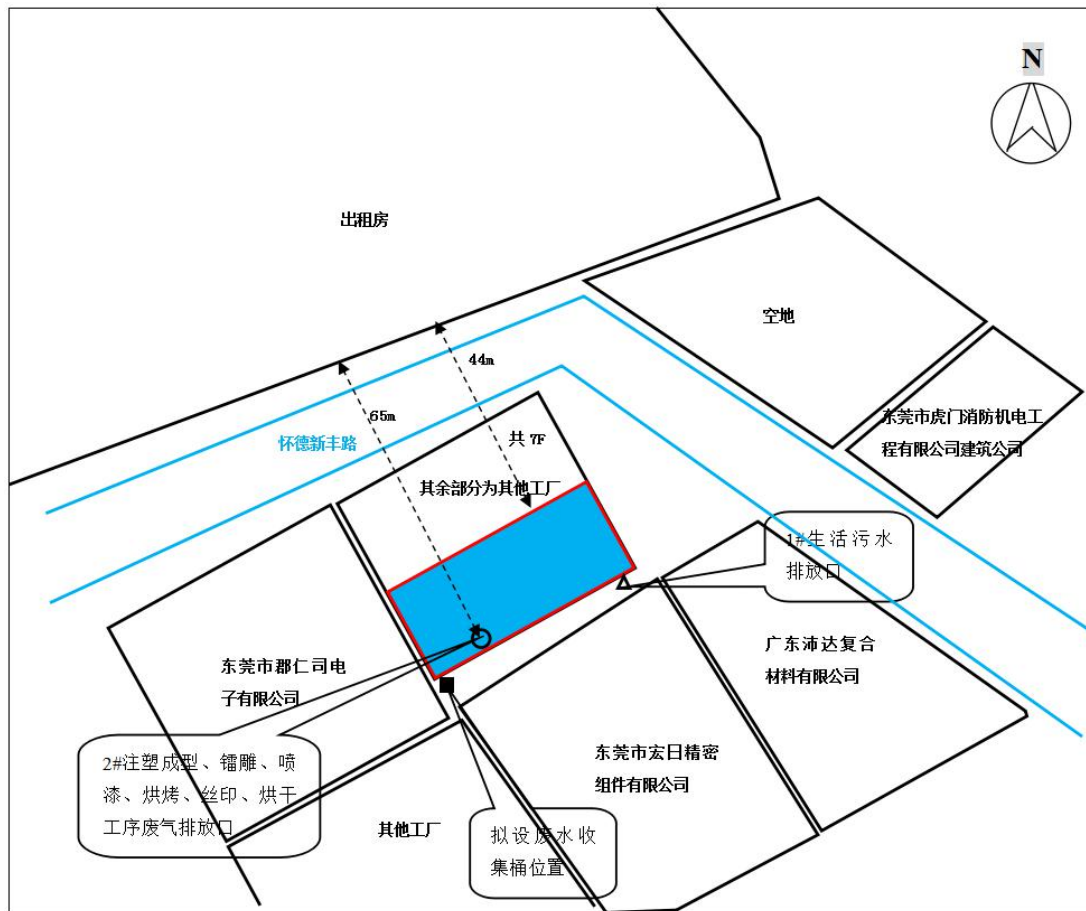 N
出租房
空地
44m
65m
东莞市虎门消防机电工
程有限公司建筑公司
怀德新丰路
共 7F
其余部分为其他工厂
1#生活污水
排放口
广东沛达复合
材料有限公司
东莞市郡仁司电
子有限公司
东莞市宏日精密
组件有限公司
2#注塑成型、镭雕、喷
漆、烘烤、丝印、烘干
工序废气排放口
其他工厂
拟设废水收
集桶位置